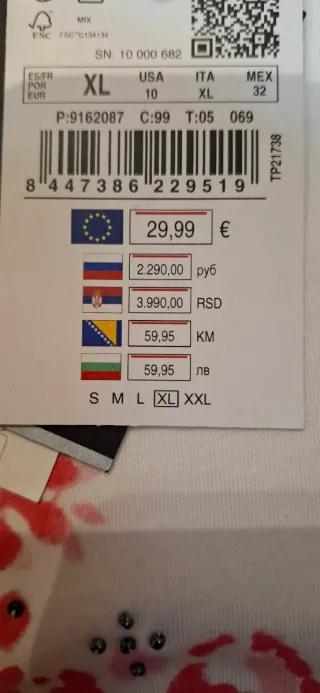 FSC
MIX
SN: 10 000 682
ES/FR POR EUR XL USA 10 ITA XL MEX 32
P:9162087 C:99 T:05 069
8 447386 229519
TP21738
29,99 €
2.290,00 руб
3.990,00 RSD
59,95 KM
59,95 лв
S M L XL XXL